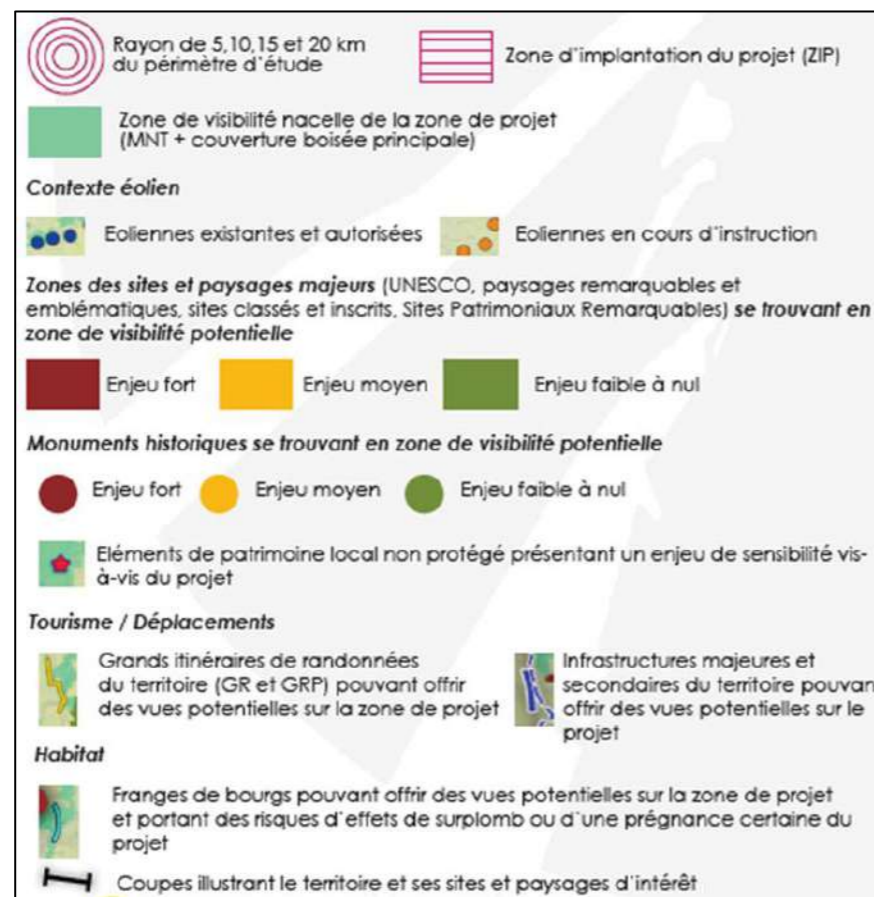 Rayon de 5,10,15 et 20 km
du périmètre d'étude
Zone d'implantation du projet (ZIP)
Zone de visibilité nacelle de la zone de projet
(MNT + couverture boisée principale)
Contexte éolien
Eoliennes existantes et autorisées
Eoliennes en cours d'instruction
Zones des sites et paysages majeurs (UNESCO, paysages remarquables et
emblématiques, sites classés et inscrits, Sites Patrimoniaux Remarquables) se trouvant en
zone de visibilité potentielle
Enjeu fort
Enjeu moyen
Enjeu faible à nul
Monuments historiques se trouvant en zone de visibilité potentielle
Enjeu fort
Enjeu moyen
Enjeu faible à nul
Eléments de patrimoine local non protégé présentant un enjeu de sensibilité vis-
à-vis du projet
Tourisme / Déplacements
Grands itinéraires de randonnées
du territoire (GR et GRP) pouvant offrir
des vues potentielles sur la zone de projet
Infrastructures majeures et
secondaires du territoire pouvan
offrir des vues potentielles sur le
projet
Habitat
Franges de bourgs pouvant offrir des vues potentielles sur la zone de projet
et portant des risques d'effets de surplomb ou d'une prégnance certaine du
projet
Coupes illustrant le territoire et ses sites et paysages d'intérêt